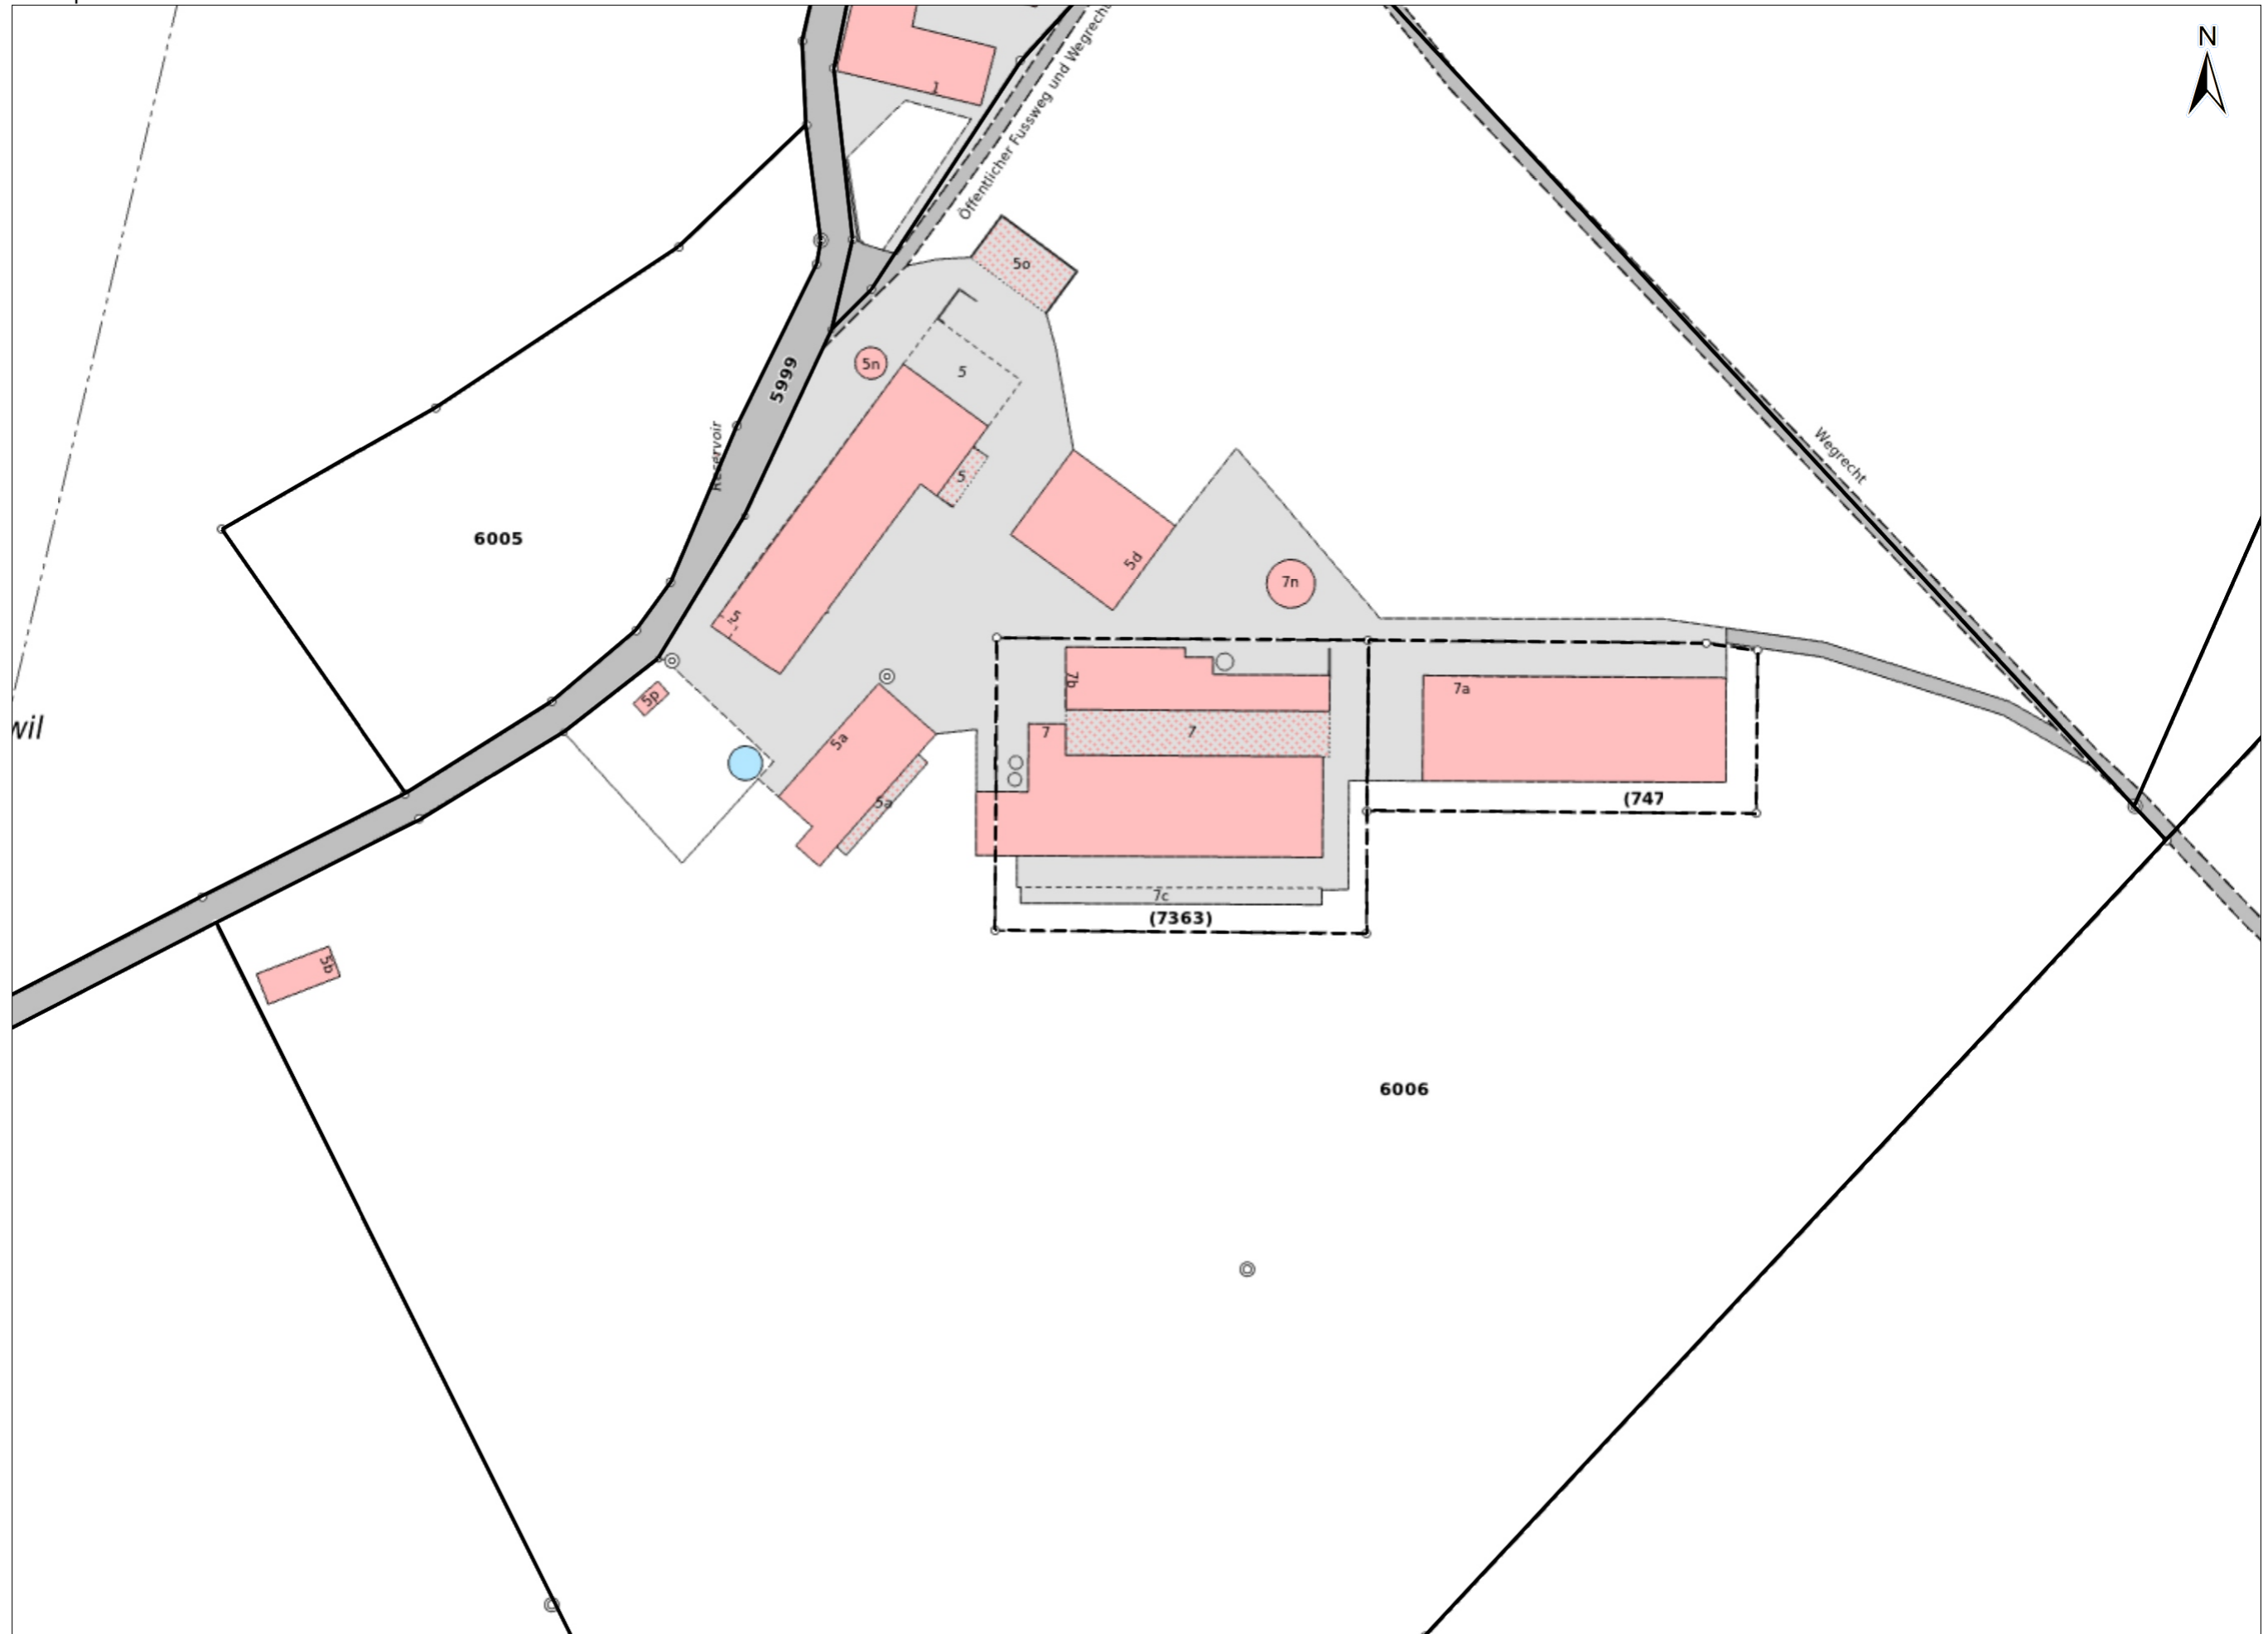 N
1
Öffentlicher Fussweg und Wegrecht
5o
5n
5
5999
Reservoir
Wegrecht
5
6005
5d
7n
5
5p
7b
7a
wil
5a
7
7
5a
(747
7c
(7363)
5b
6006